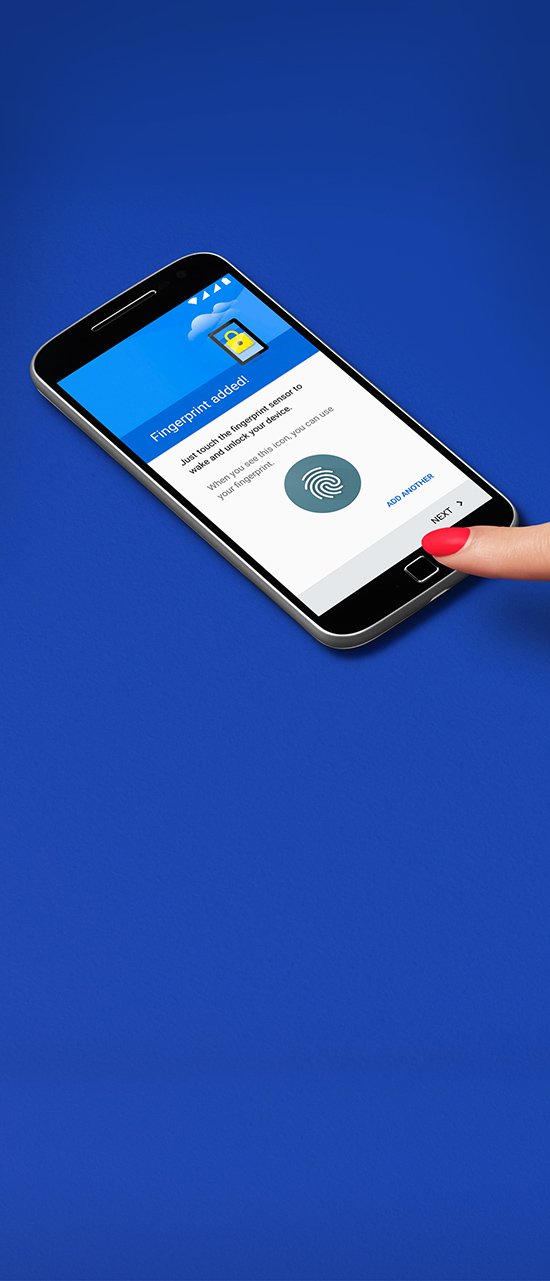 Fingerprint added!
Just touch the fingerprint sensor to
wake and unlock your device.
When you see this icon, you can use
your fingerprint.
ADD ANOTHER
NEXT